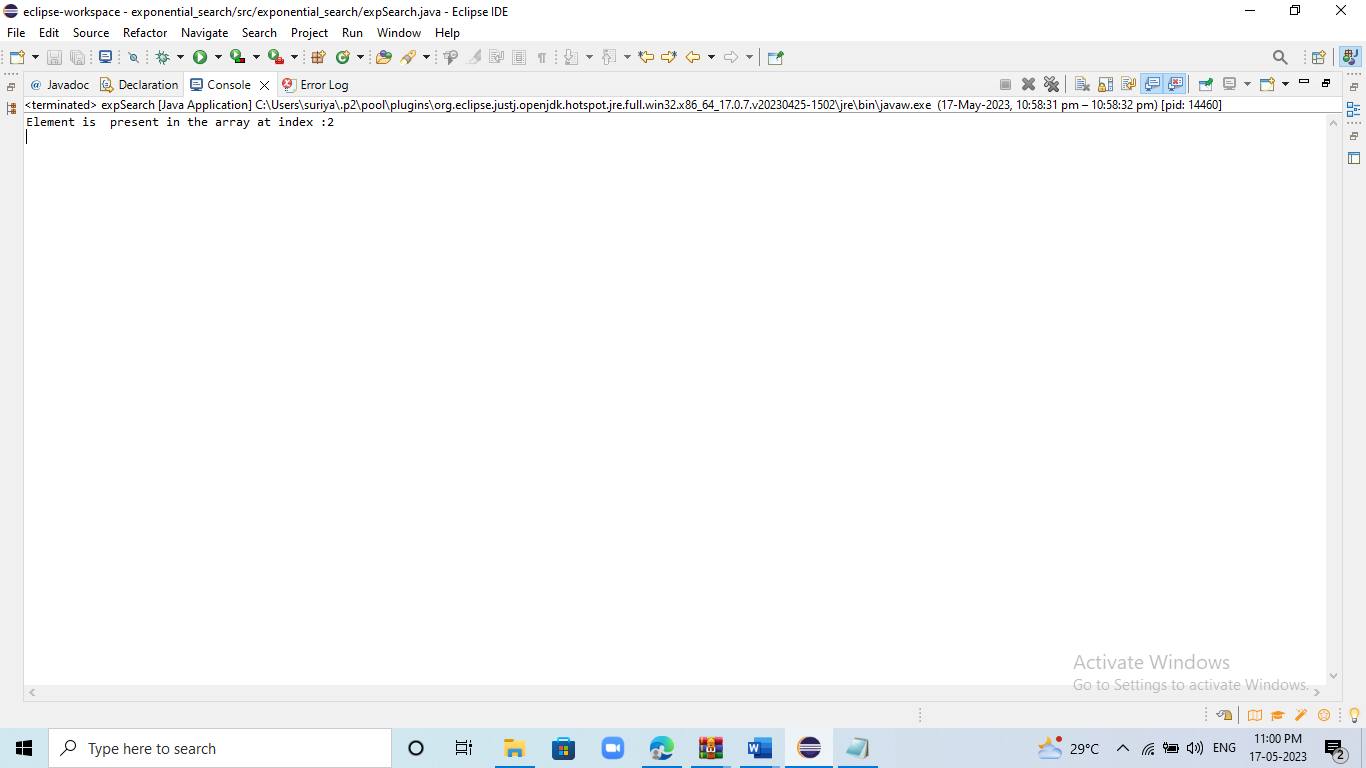 eclipse-workspace - exponential_search/src/exponential_search/expSearch.java - Eclipse IDE
File Edit Source Refactor Navigate Search Project Run Window Help
@ Javadoc Declaration Console Error Log
<terminated> expSearch [Java Application] C:\Users\suriya\.p2\pool\plugins\org.eclipse.justj.openjdk.hotspot.jre.full.win32.x86_64_17.0.7.v20230425-1502\jre\bin\javaw.exe (17-May-2023, 10:58:31 pm – 10:58:32 pm) [pid: 14460]
Element is  present in the array at index :2
Activate Windows
Go to Settings to activate Windows.
Type here to search
29°C
ENG
11:00 PM
17-05-2023
2